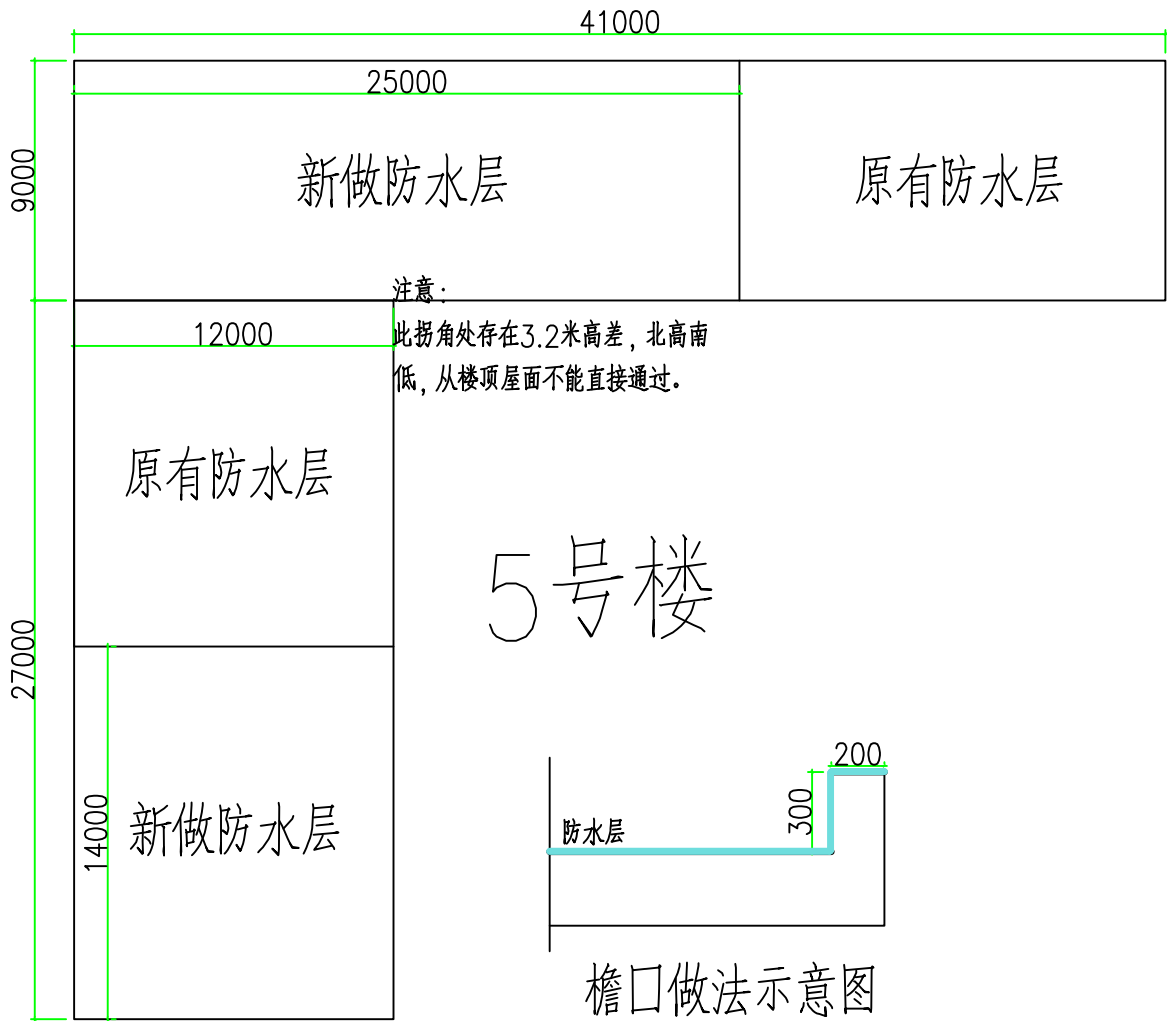 41000
25000
9000
新做防水层
原有防水层
注意：
12000
此拐角处存在3.2米高差，北高南
低，从楼顶屋面不能直接通过。
原有防水层
5号楼
27000
200
300
14000
新做防水层
防水层
檐口做法示意图